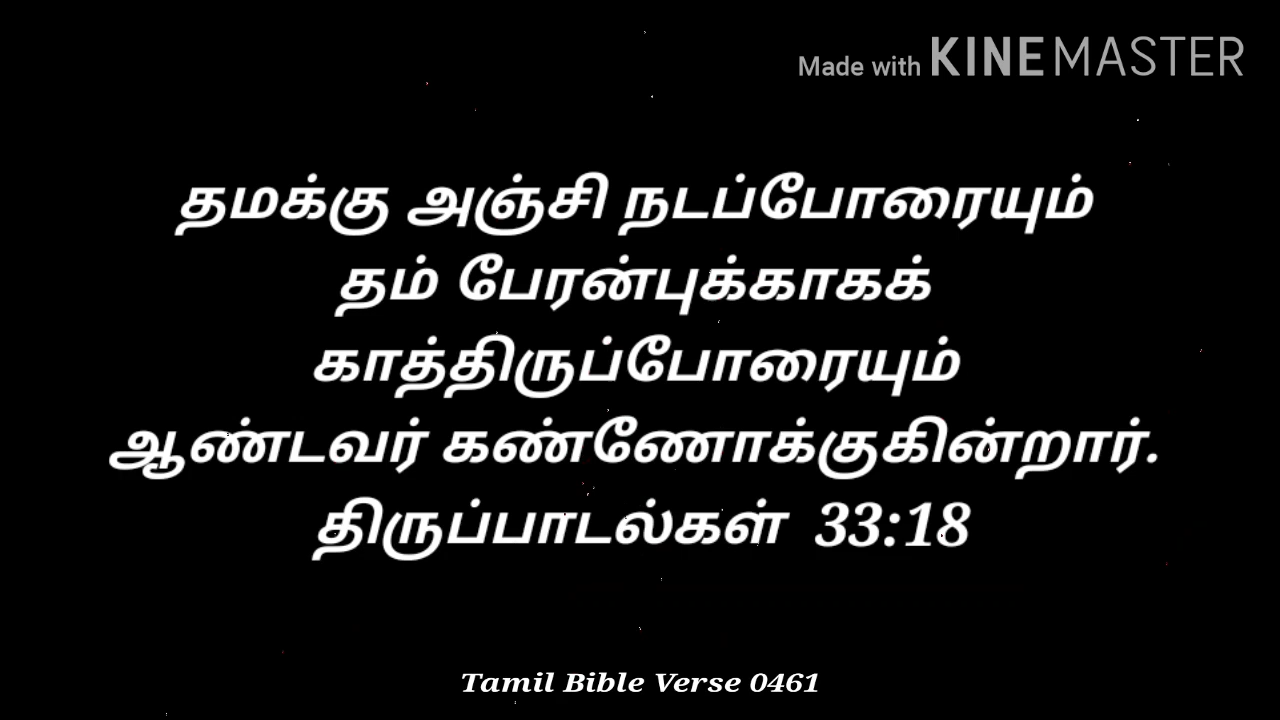 Made with KINEMASTER
தமக்கு அஞ்சி நடப்போரையும்
தம் பேரன்புக்காகக்
காத்திருப்போரையும்
ஆண்டவர் கண்ணோக்குகின்றார்.
திருப்பாடல்கள் 33:18
Tamil Bible Verse 0461